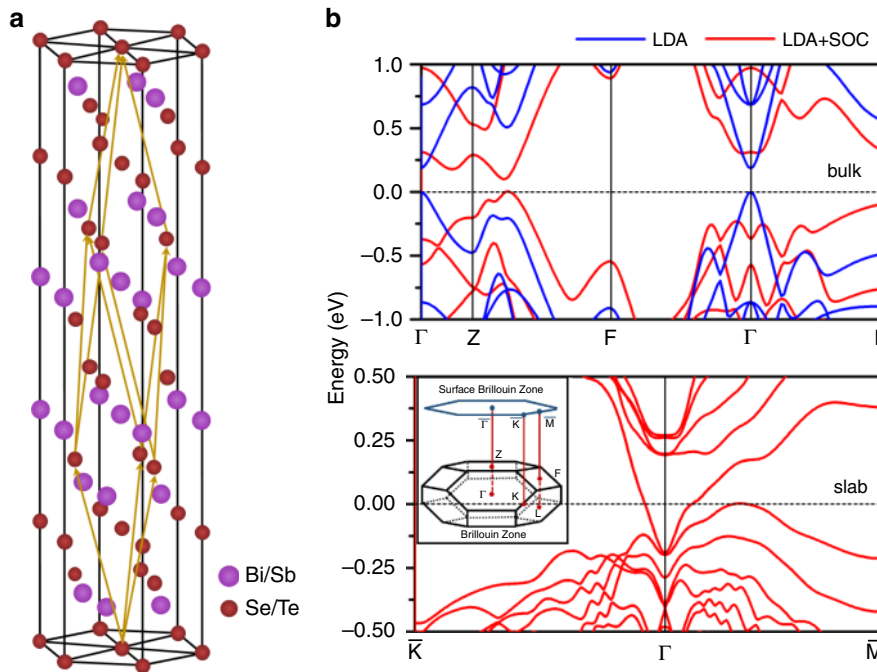 a
Bi/Sb
Se/Te
b
LDA
LDA+SOC
Energy (eV)
1.0
0.5
0.0
−0.5
−1.0
bulk
Γ
Z
F
Γ
0.50
0.25
0.00
−0.25
−0.50
slab
Surface Brillouin Zone
Γ̅
K̅
M̅
Z
F
Γ
K
L
Brillouin Zone
K̅
Γ
M̅